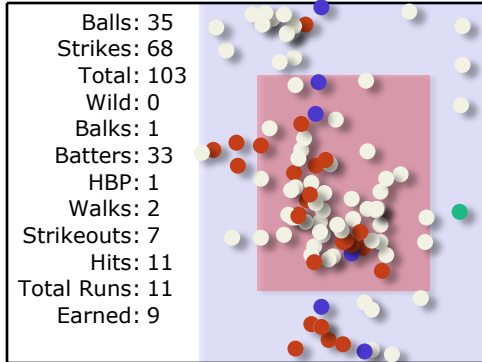 Balls: 35
Strikes: 68
Total: 103
Wild: 0
Balks: 1
Batters: 33
HBP: 1
Walks: 2
Strikeouts: 7
Hits: 11
Total Runs: 11
Earned: 9